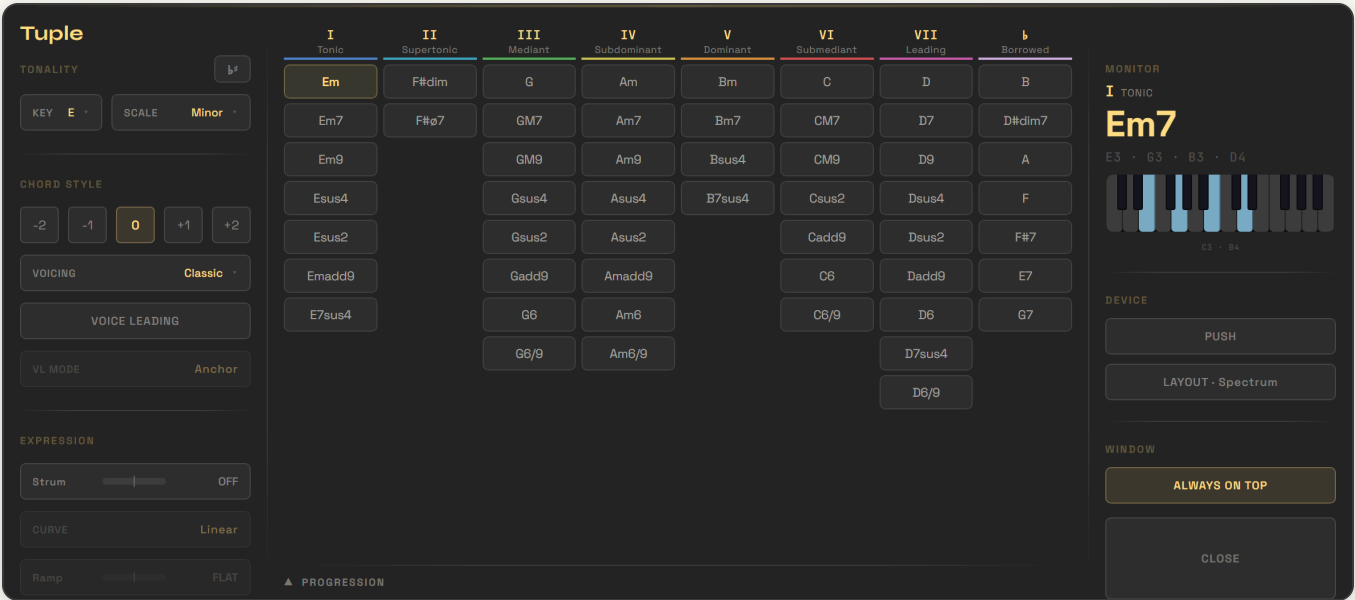 Tuple
TONALITY
b♯
KEY E
SCALE Minor
CHORD STYLE
-2 -1 0 +1 +2
VOICING Classic
VOICE LEADING
VL MODE Anchor
EXPRESSION
Strum OFF
CURVE Linear
Ramp FLAT
I II III IV V VI VII ♭
Tonic Supertonic Mediant Subdominant Dominant Submediant Leading Borrowed
Em F#dim G Am Bm C D B
Em7 F#ø7 GM7 Am7 Bm7 CM7 D7 D#dim7
Em9 GM9 Am9 Bsus4 CM9 D9 A
Esus4 Gsus4 Asus4 B7sus4 Csus2 Dsus4 F
Esus2 Gsus2 Asus2 Cadd9 Dsus2 F#7
Emadd9 Gadd9 Amadd9 C6 Dadd9 E7
E7sus4 G6 Am6 C6/9 D6 G7
G6/9 Am6/9 D7sus4
D6/9
▲ PROGRESSION
MONITOR
I TONIC
Em7
E3 · G3 · B3 · D4
C3 · B4
DEVICE
PUSH
LAYOUT · Spectrum
WINDOW
ALWAYS ON TOP
CLOSE